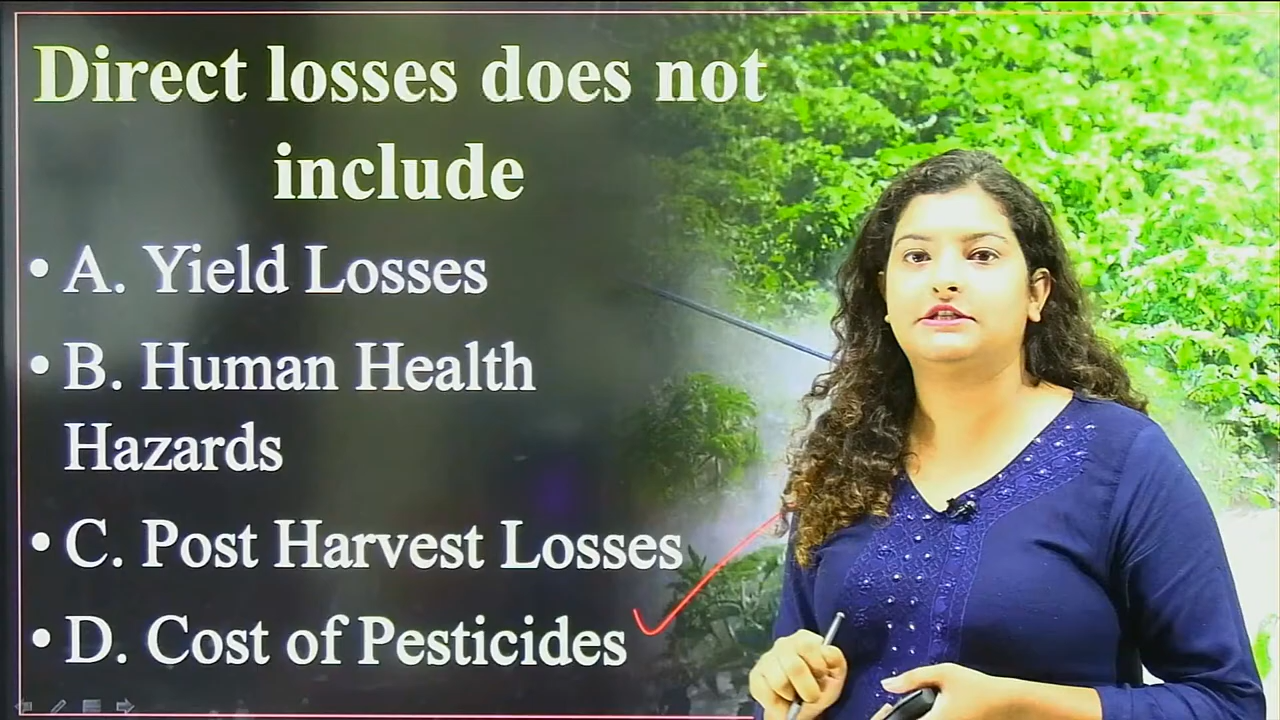 Direct losses does not
include
• A. Yield Losses
• B. Human Health
Hazards
• C. Post Harvest Losses
• D. Cost of Pesticides